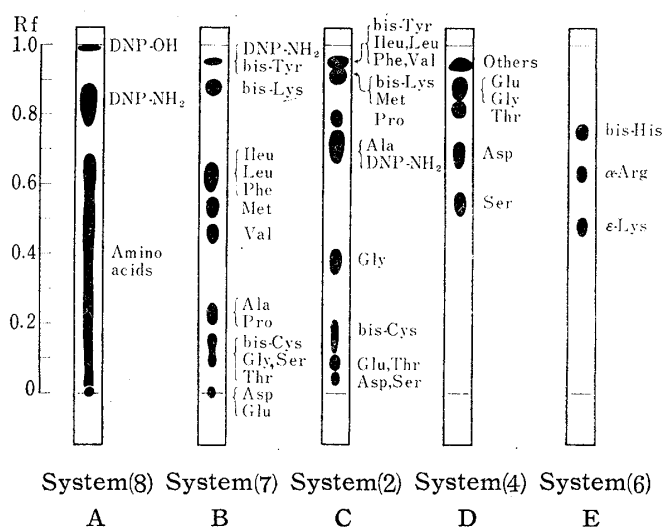 Rf
1.0
0.8
0.6
0.4
0.2
0
DNP-OH
DNP-NH₂
Amino
acids
DNP-NH₂
bis-Tyr
bis-Lys
Ileu
Leu
Phe
Met
Val
Ala
Pro
bis-Cys
Gly,Ser
Thr
Asp
Glu
bis-Tyr
Ileu,Leu
Phe,Val
bis-Lys
Met
Pro
Ala
DNP-NH₂
Gly
bis-Cys
Glu,Thr
Asp,Ser
Others
Glu
Gly
Thr
Asp
Ser
bis-His
α-Arg
ε-Lys
System(8) System(7) System(2) System(4) System(6)
A B C D E